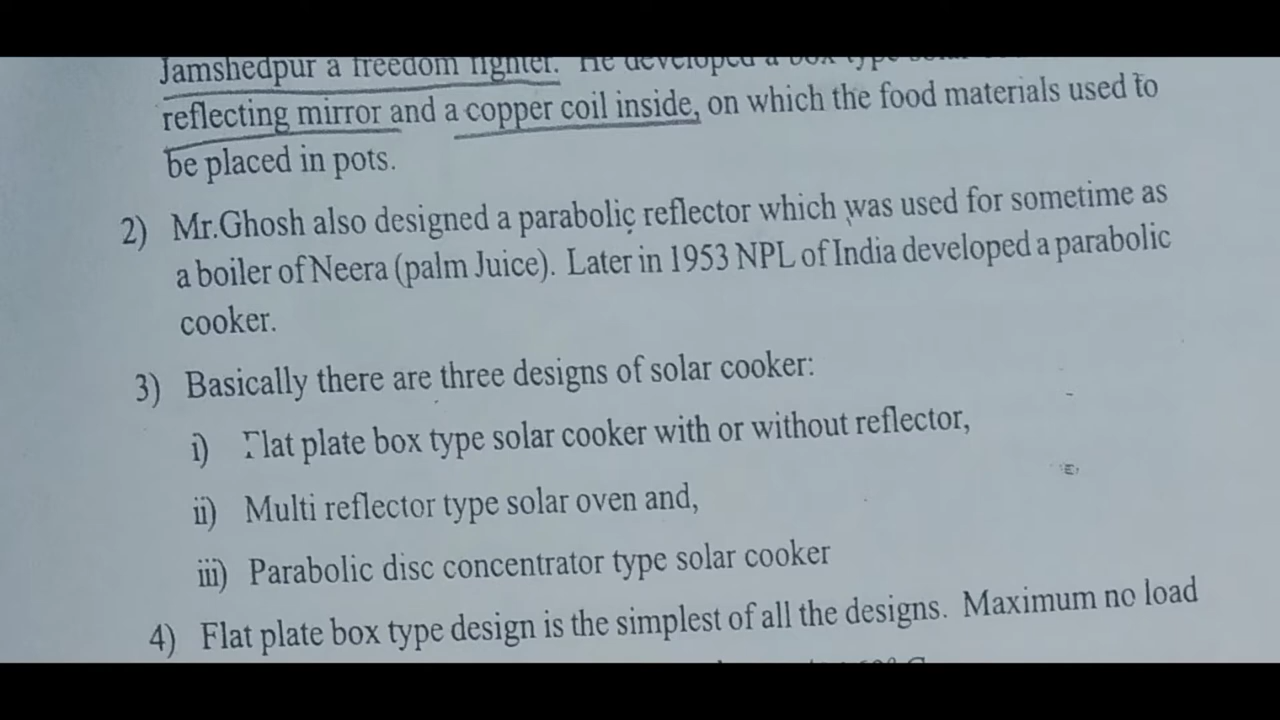 Jamshedpur a freedom fighter. He developed a box type
reflecting mirror and a copper coil inside, on which the food materials used to
be placed in pots.
2) Mr.Ghosh also designed a parabolic reflector which was used for sometime as
a boiler of Neera (palm Juice). Later in 1953 NPL of India developed a parabolic
cooker.
3) Basically there are three designs of solar cooker:
i) Flat plate box type solar cooker with or without reflector,
ii) Multi reflector type solar oven and,
iii) Parabolic disc concentrator type solar cooker
4) Flat plate box type design is the simplest of all the designs. Maximum no load